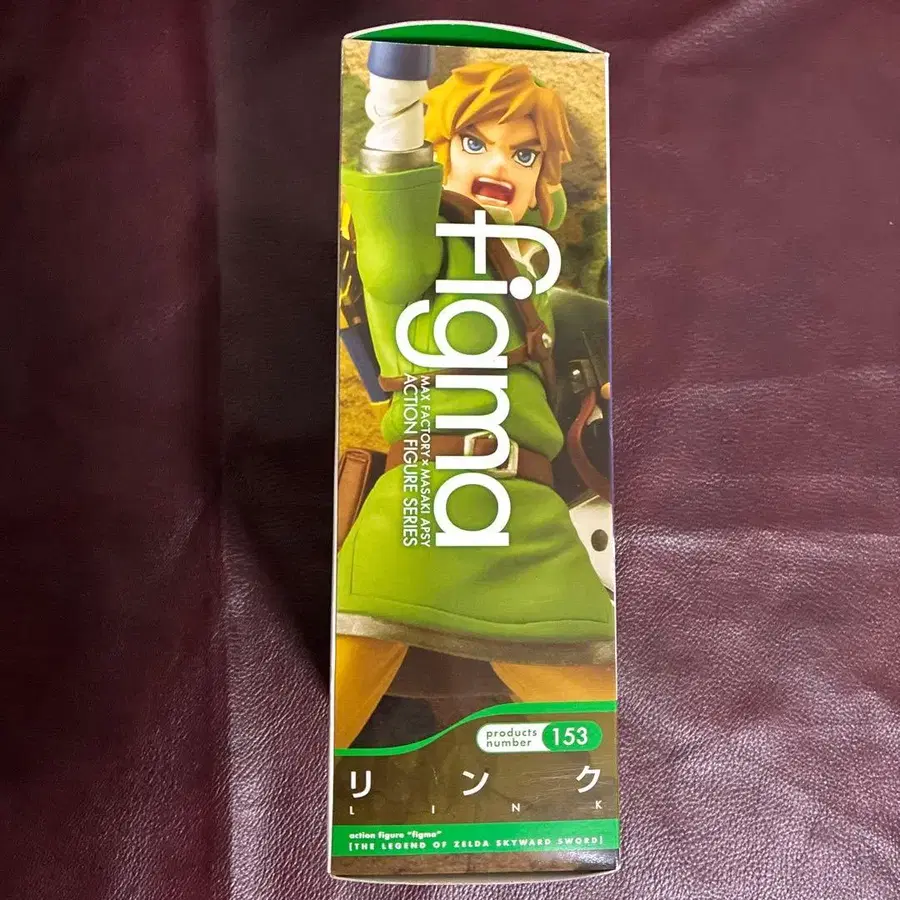 figma
MAX FACTORY × MASAKI APSY
ACTION FIGURE SERIES
products
number 153
リンク
LINK
action figure "figma"
[THE LEGEND OF ZELDA SKYWARD SWORD]